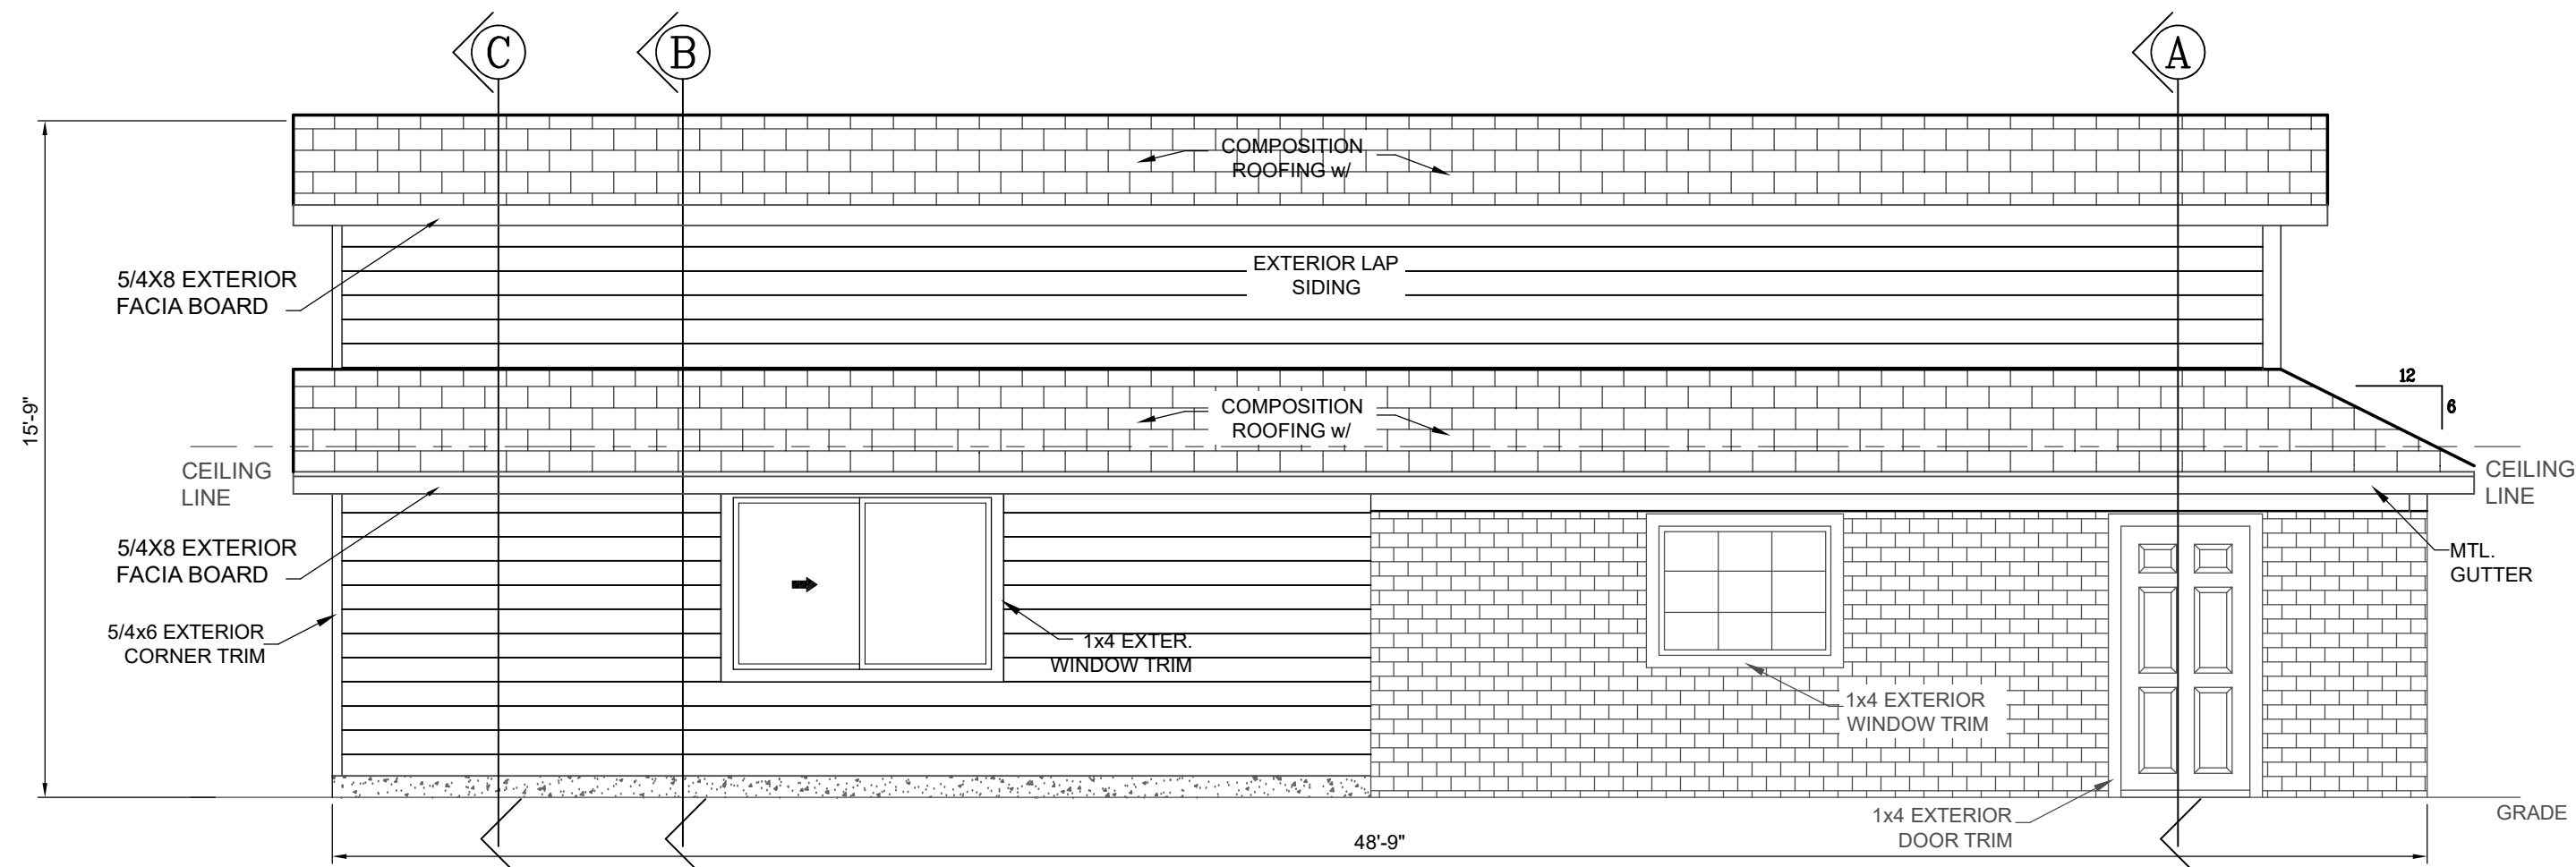 C
B
A
COMPOSITION
ROOFING w/
5/4X8 EXTERIOR
FACIA BOARD
EXTERIOR LAP
SIDING
15'-9"
12
6
COMPOSITION
ROOFING w/
CEILING
LINE
CEILING
LINE
5/4X8 EXTERIOR
FACIA BOARD
MTL.
GUTTER
5/4x6 EXTERIOR
CORNER TRIM
1x4 EXTER.
WINDOW TRIM
1x4 EXTERIOR
WINDOW TRIM
1x4 EXTERIOR
DOOR TRIM
GRADE
48'-9"